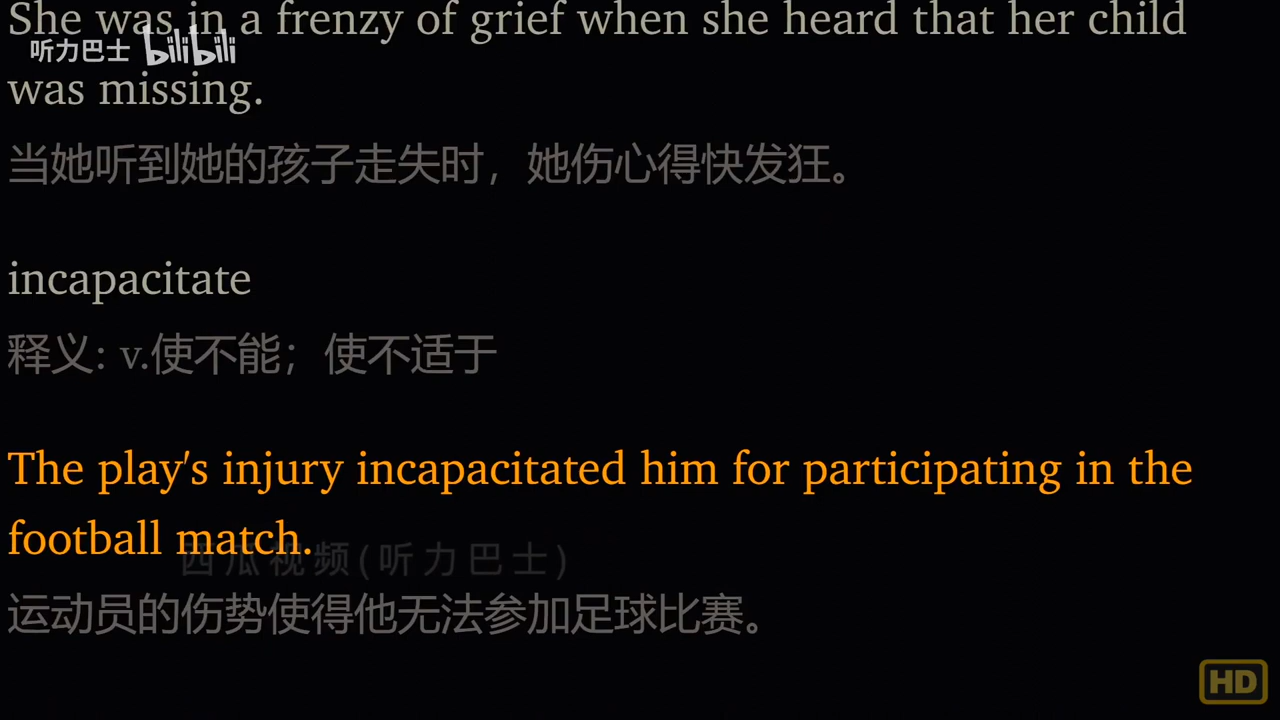 She was in a frenzy of grief when she heard that her child
听力巴士 bilibili
was missing.
当她听到她的孩子走失时，她伤心得快发狂。
incapacitate
释义: v.使不能；使不适于
The play's injury incapacitated him for participating in the
football match.
西瓜视频(听力巴士)
运动员的伤势使得他无法参加足球比赛。
HD